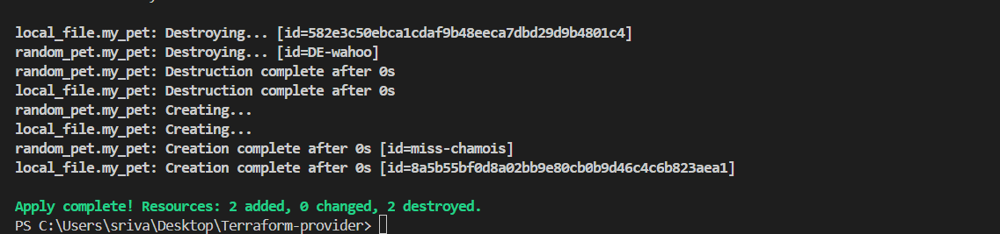 local_file.my_pet: Destroying... [id=582e3c50ebca1cdaf9b48eeca7dbd29d9b4801c4]
random_pet.my_pet: Destroying... [id=DE-wahoo]
random_pet.my_pet: Destruction complete after 0s
local_file.my_pet: Destruction complete after 0s
random_pet.my_pet: Creating...
local_file.my_pet: Creating...
random_pet.my_pet: Creation complete after 0s [id=miss-chamois]
local_file.my_pet: Creation complete after 0s [id=8a5b55bf0d8a02bb9e80cb0b9d46c4c6b823aea1]
Apply complete! Resources: 2 added, 0 changed, 2 destroyed.
PS C:\Users\sriva\Desktop\Terraform-provider>